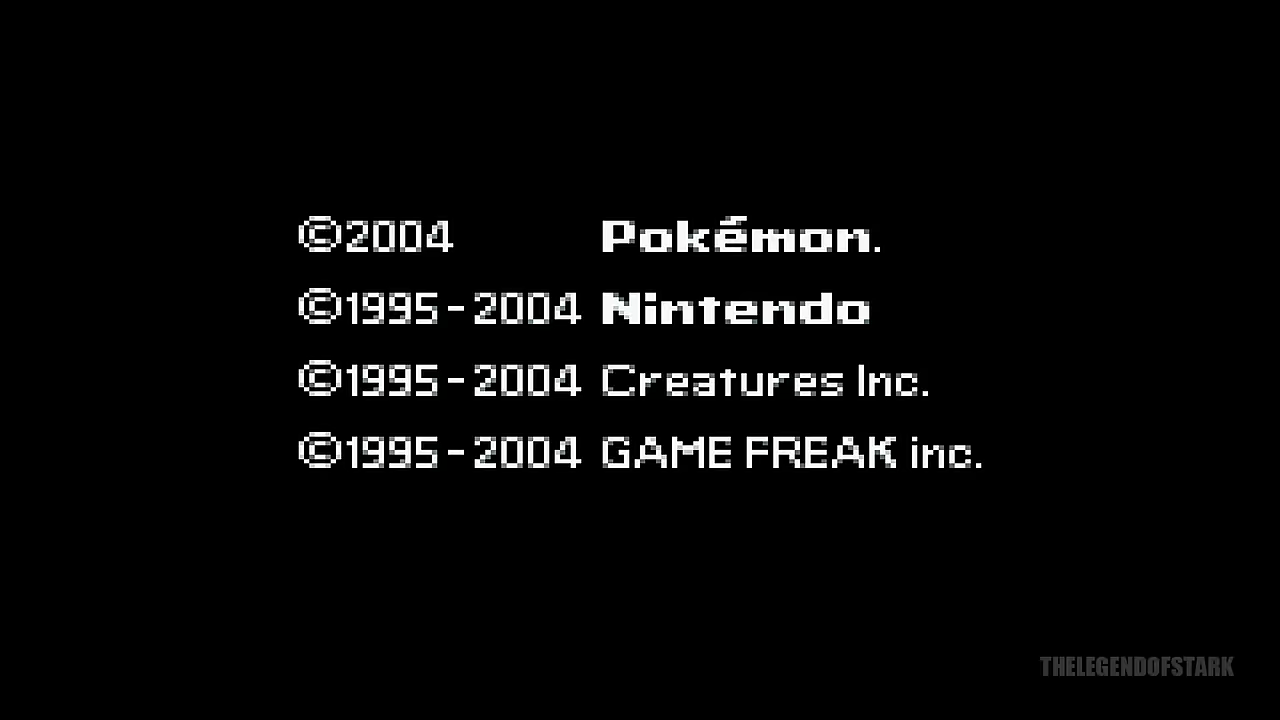 ©2004 Pokémon.
©1995-2004 Nintendo
©1995-2004 Creatures Inc.
©1995-2004 GAME FREAK inc.
THELEGENDOFSTARK